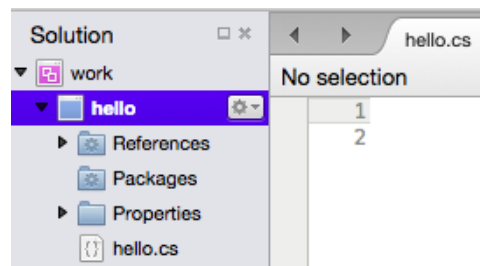 Solution
work
hello
References
Packages
Properties
hello.cs
hello.cs
No selection
1
2